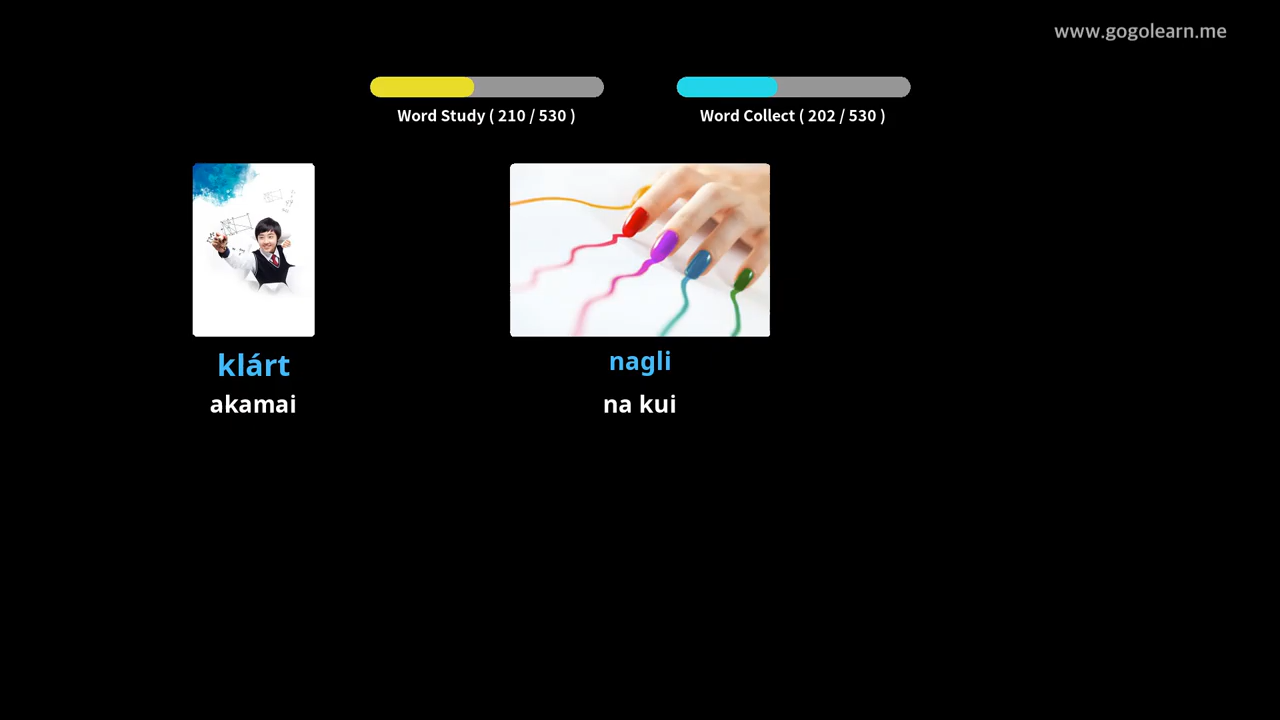 www.gogolearn.me
Word Study ( 210 / 530 )
Word Collect ( 202 / 530 )
klárt
akamai
nagli
na kui